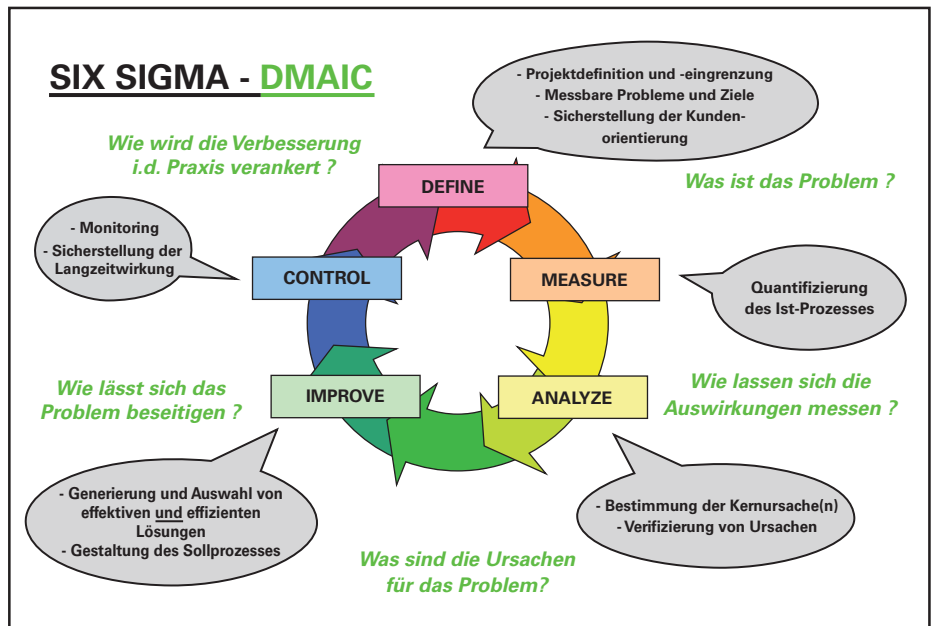 SIX SIGMA - DMAIC
- Projektdefinition und -eingrenzung
- Messbare Probleme und Ziele
- Sicherstellung der Kunden-
orientierung
Wie wird die Verbesserung
i.d. Praxis verankert ?
DEFINE
Was ist das Problem ?
- Monitoring
- Sicherstellung der
Langzeitwirkung
CONTROL
MEASURE
Quantifizierung
des Ist-Prozesses
Wie lässt sich das
Problem beseitigen ?
IMPROVE
ANALYZE
Wie lassen sich die
Auswirkungen messen ?
- Generierung und Auswahl von
effektiven und effizienten
Lösungen
- Gestaltung des Sollprozesses
- Bestimmung der Kernursache(n)
- Verifizierung von Ursachen
Was sind die Ursachen
für das Problem?